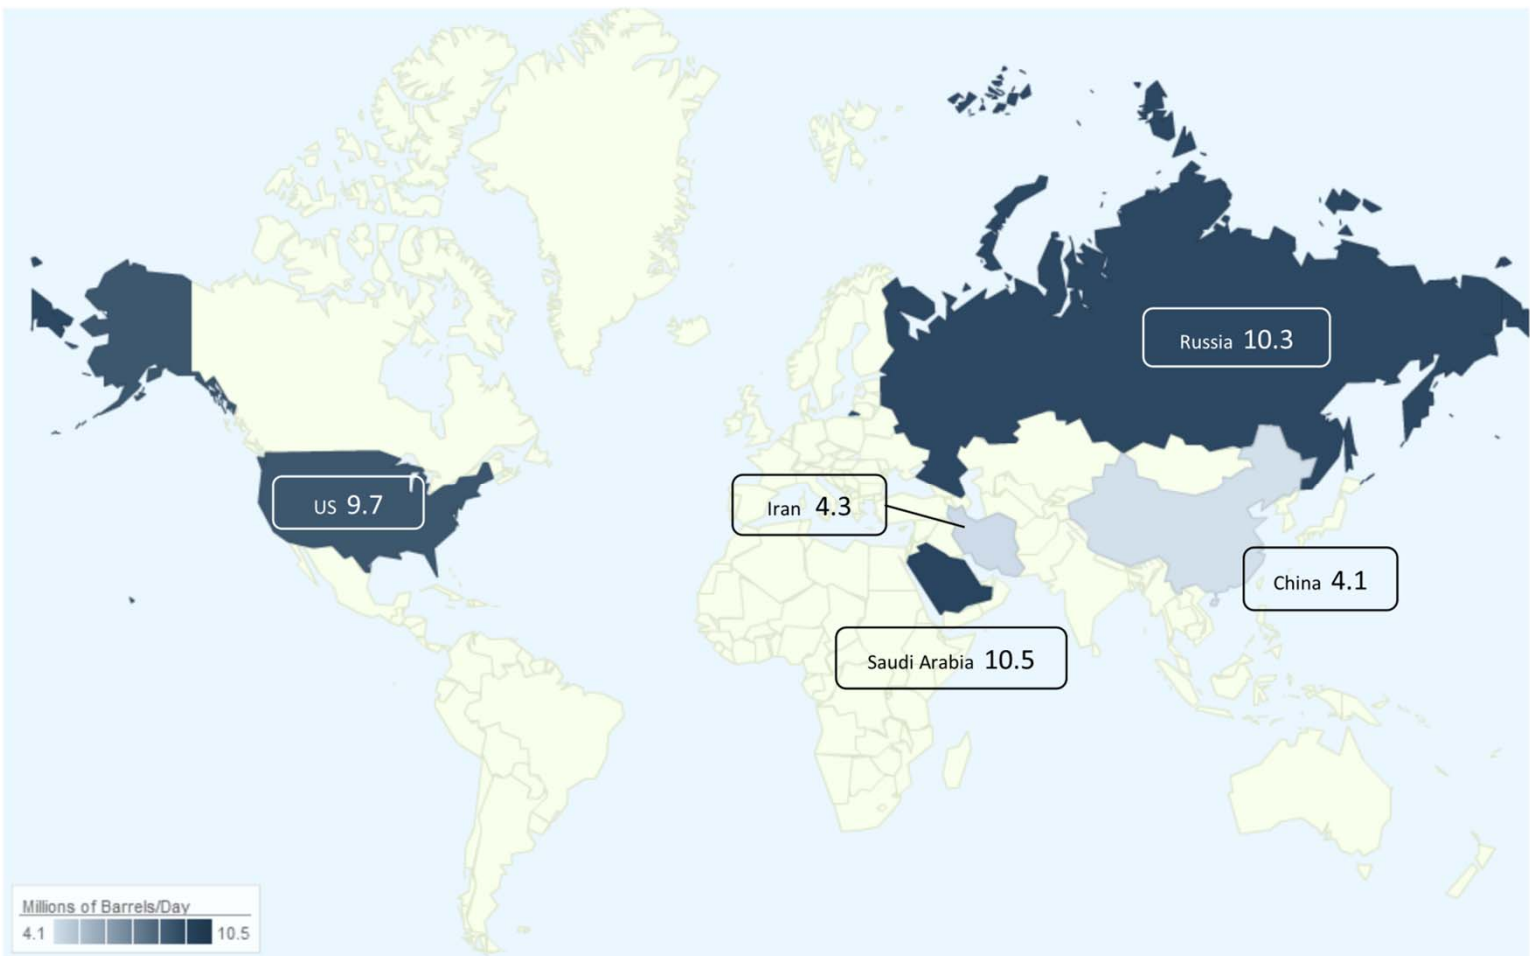 Russia 10.3
US 9.7
Iran 4.3
China 4.1
Saudi Arabia 10.5
Millions of Barrels/Day
4.1 10.5